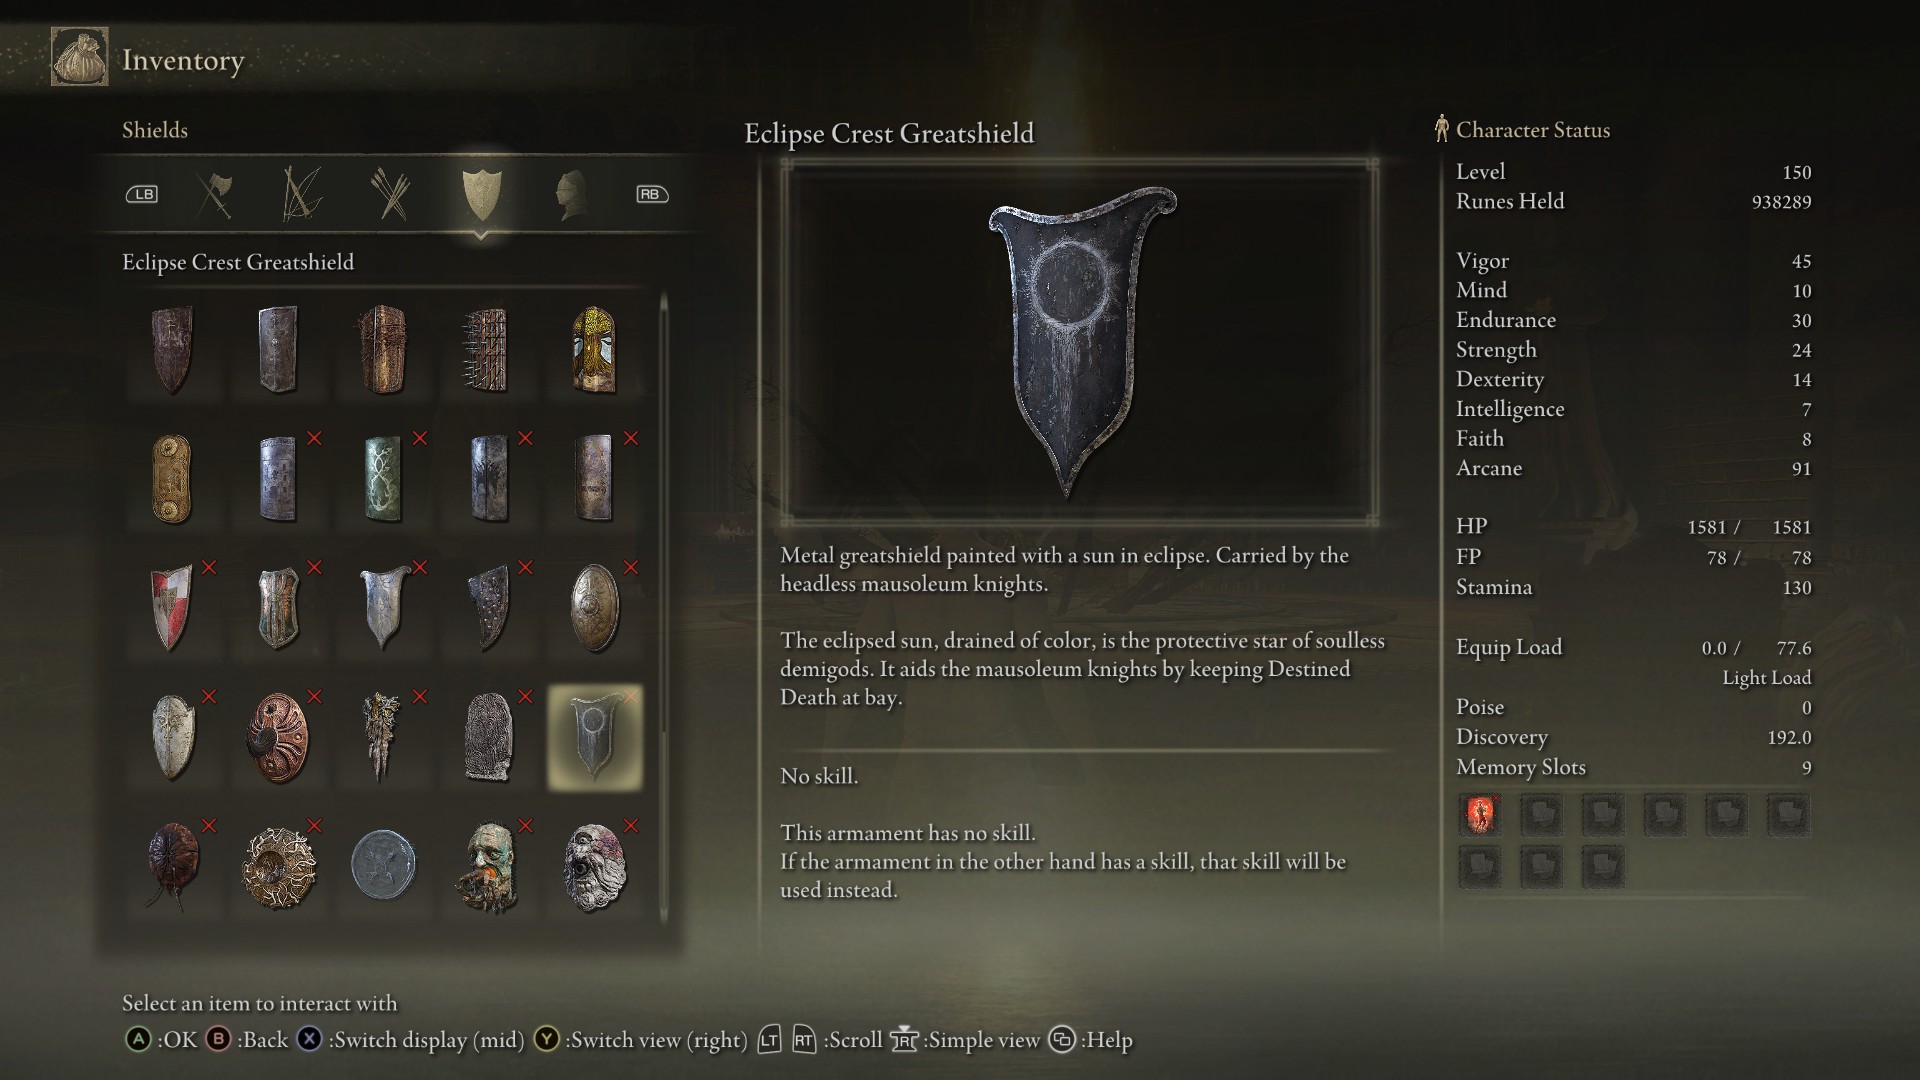 Inventory
Shields
LB
RB
Eclipse Crest Greatshield
Eclipse Crest Greatshield
Metal greatshield painted with a sun in eclipse. Carried by the
headless mausoleum knights.
The eclipsed sun, drained of color, is the protective star of soulless
demigods. It aids the mausoleum knights by keeping Destined
Death at bay.
No skill.
This armament has no skill.
If the armament in the other hand has a skill, that skill will be
used instead.
Character Status
Level 150
Runes Held 938289
Vigor 45
Mind 10
Endurance 30
Strength 24
Dexterity 14
Intelligence 7
Faith 8
Arcane 91
HP 1581 / 1581
FP 78 / 78
Stamina 130
Equip Load 0.0 / 77.6
Light Load
Poise 0
Discovery 192.0
Memory Slots 9
Select an item to interact with
A :OK B :Back X :Switch display (mid) Y :Switch view (right) LT RT :Scroll R :Simple view :Help